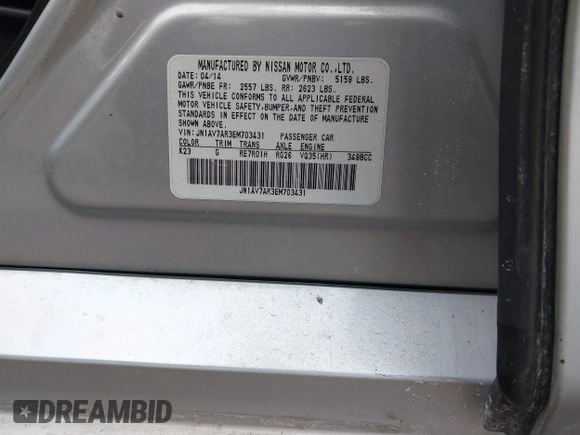 MANUFACTURED BY NISSAN MOTOR CO.,LTD.
DATE: 04/14 GVWR/PNBV: 5159 LBS.
GAWR/PNBE FR: 2557 LBS. RR: 2623 LBS.
THIS VEHICLE CONFORMS TO ALL APPLICABLE FEDERAL
MOTOR VEHICLE SAFETY,BUMPER,AND THEFT PREVENTION
STANDARDS IN EFFECT ON THE DATE OF MANUFACTURE
SHOWN ABOVE.
VIN: JN1AV7AR3EM703431 PASSENGER CAR
COLOR TRIM TRANS AXLE ENGINE
K23 G RE7R01H RG26 VQ35(HR) 3498CC
JN1AV7AR3EM703431
DREAMBID